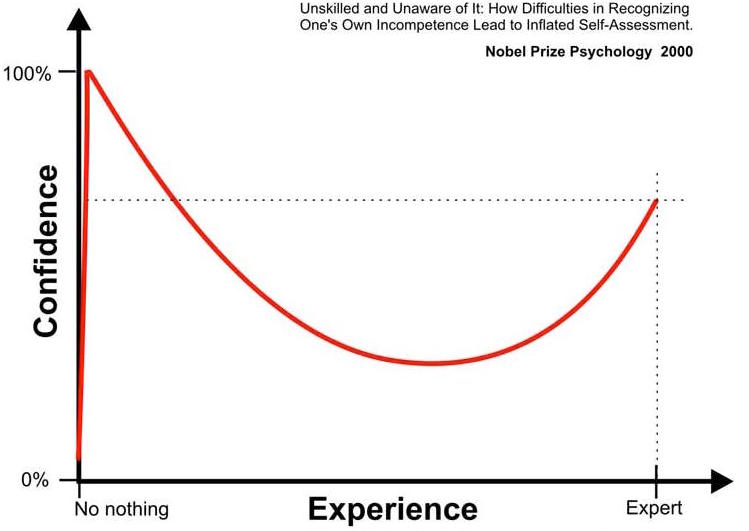 Unskilled and Unaware of It: How Difficulties in Recognizing
One's Own Incompetence Lead to Inflated Self-Assessment.
Nobel Prize Psychology 2000
100%
Confidence
0%
No nothing
Experience
Expert